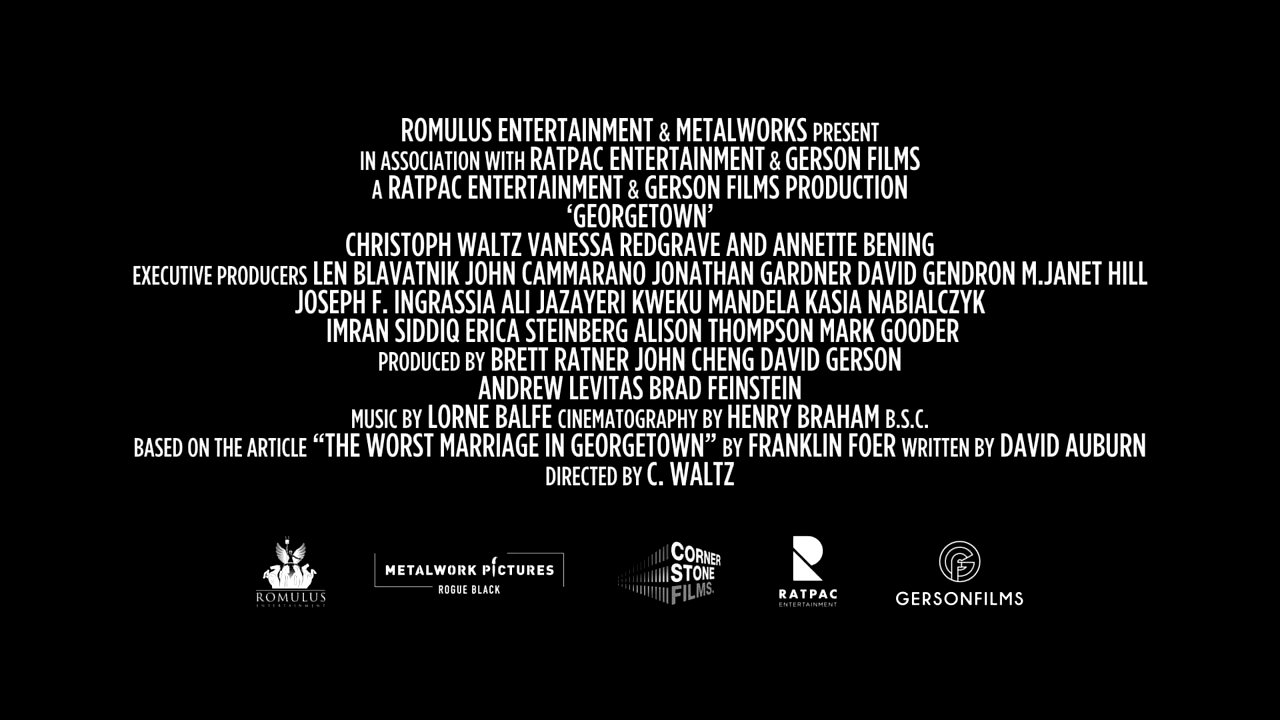 ROMULUS ENTERTAINMENT & METALWORKS PRESENT
IN ASSOCIATION WITH RATPAC ENTERTAINMENT & GERSON FILMS
A RATPAC ENTERTAINMENT & GERSON FILMS PRODUCTION
‘GEORGETOWN’
CHRISTOPH WALTZ VANESSA REDGRAVE AND ANNETTE BENING
EXECUTIVE PRODUCERS LEN BLAVATNIK JOHN CAMMARANO JONATHAN GARDNER DAVID GENDRON M.JANET HILL
JOSEPH F. INGRASSIA ALI JAZAYERI KWEKU MANDELA KASIA NABIALCZYK
IMRAN SIDDIQ ERICA STEINBERG ALISON THOMPSON MARK GOODER
PRODUCED BY BRETT RATNER JOHN CHENG DAVID GERSON
ANDREW LEVITAS BRAD FEINSTEIN
MUSIC BY LORNE BALFE CINEMATOGRAPHY BY HENRY BRAHAM B.S.C.
BASED ON THE ARTICLE “THE WORST MARRIAGE IN GEORGETOWN” BY FRANKLIN FOER WRITTEN BY DAVID AUBURN
DIRECTED BY C. WALTZ
ROMULUS
ENTERTAINMENT
METALWORK PICTURES
ROGUE BLACK
CORNER
STONE
FILMS.
RATPAC
ENTERTAINMENT
GERSONFILMS